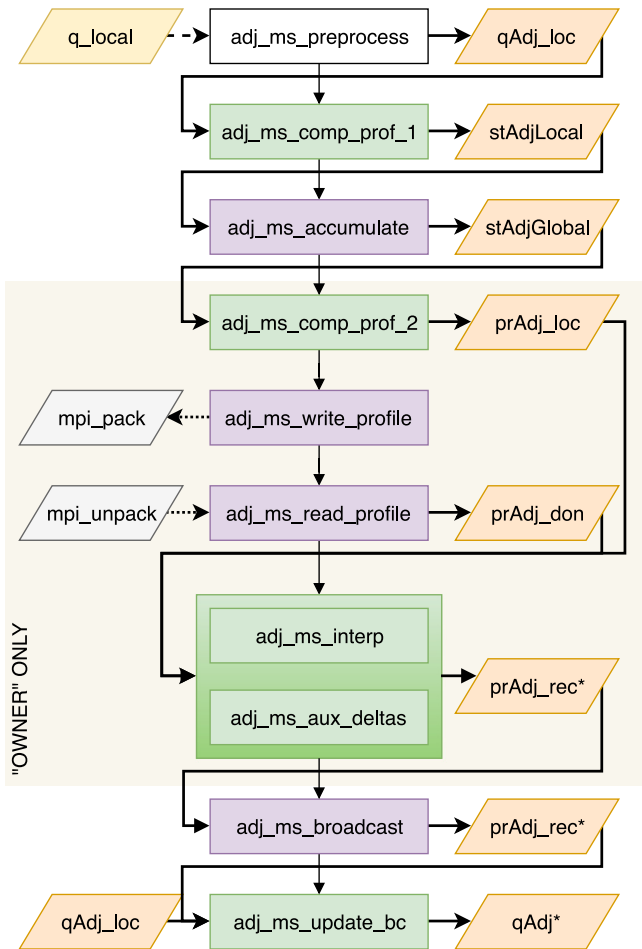 q_local
adj_ms_preprocess
qAdj_loc
adj_ms_comp_prof_1
stAdjLocal
adj_ms_accumulate
stAdjGlobal
adj_ms_comp_prof_2
prAdj_loc
mpi_pack
adj_ms_write_profile
mpi_unpack
adj_ms_read_profile
prAdj_don
"OWNER" ONLY
adj_ms_interp
prAdj_rec*
adj_ms_aux_deltas
adj_ms_broadcast
prAdj_rec*
qAdj_loc
adj_ms_update_bc
qAdj*